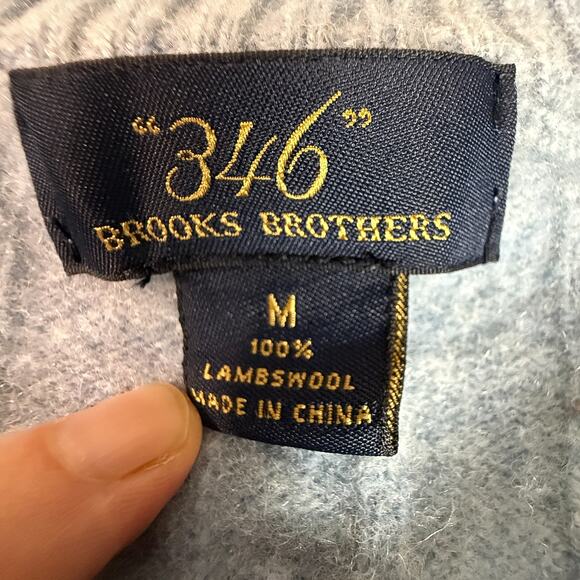 “346”
BROOKS BROTHERS
M
100%
LAMBSWOOL
MADE IN CHINA